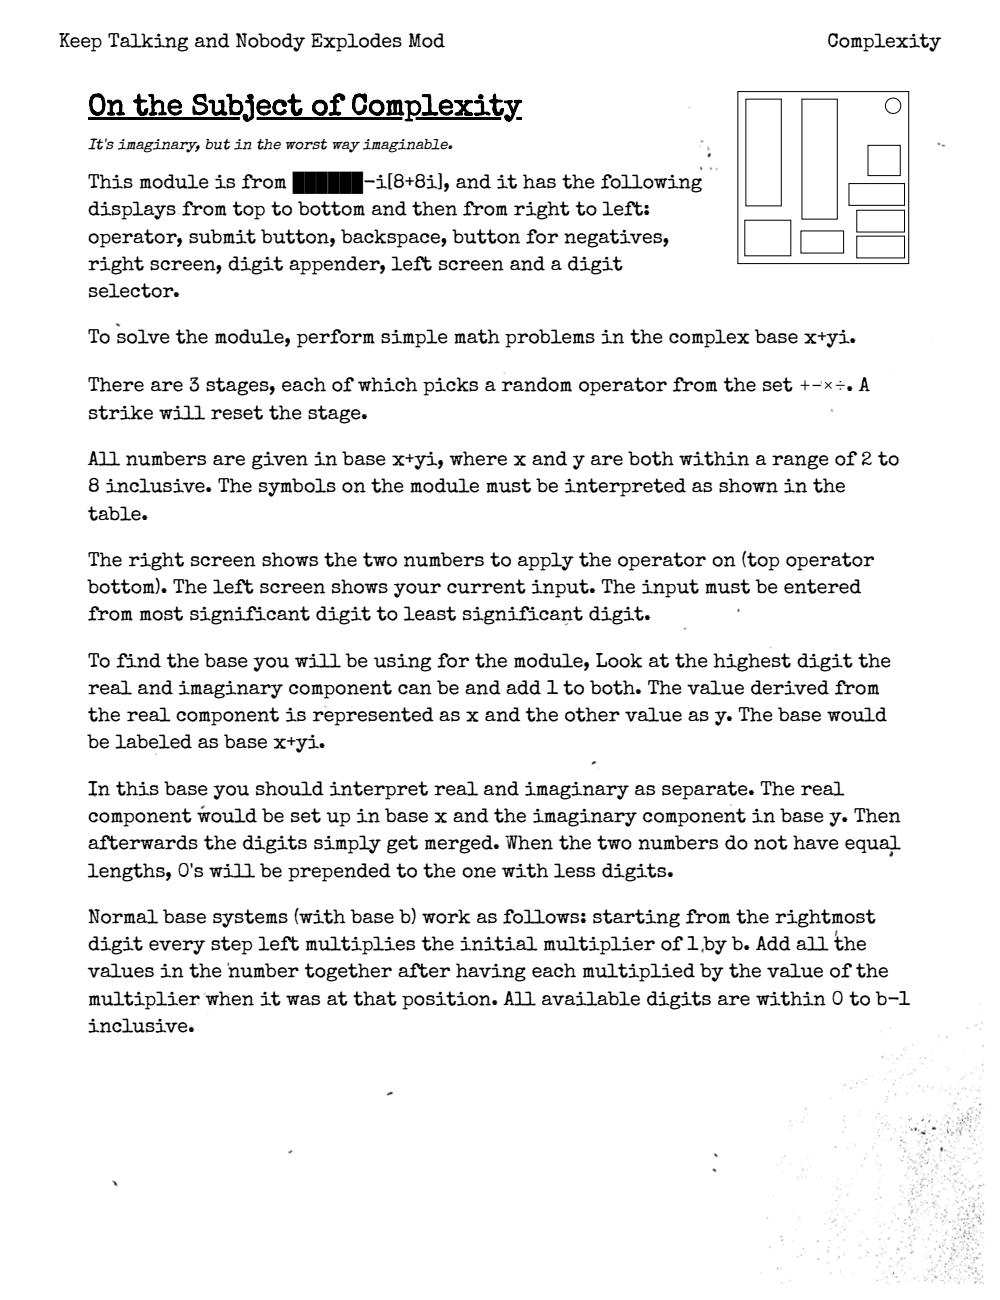 Keep Talking and Nobody Explodes Mod
Complexity
On the Subject of Complexity
It's imaginary, but in the worst way imaginable.
This module is from ██████-i[8+8i], and it has the following
displays from top to bottom and then from right to left:
operator, submit button, backspace, button for negatives,
right screen, digit appender, left screen and a digit
selector.
To solve the module, perform simple math problems in the complex base x+yi.
There are 3 stages, each of which picks a random operator from the set +-×÷. A
strike will reset the stage.
All numbers are given in base x+yi, where x and y are both within a range of 2 to
8 inclusive. The symbols on the module must be interpreted as shown in the
table.
The right screen shows the two numbers to apply the operator on (top operator
bottom). The left screen shows your current input. The input must be entered
from most significant digit to least significant digit.
To find the base you will be using for the module, Look at the highest digit the
real and imaginary component can be and add 1 to both. The value derived from
the real component is represented as x and the other value as y. The base would
be labeled as base x+yi.
In this base you should interpret real and imaginary as separate. The real
component would be set up in base x and the imaginary component in base y. Then
afterwards the digits simply get merged. When the two numbers do not have equal
lengths, 0's will be prepended to the one with less digits.
Normal base systems (with base b) work as follows: starting from the rightmost
digit every step left multiplies the initial multiplier of 1 by b. Add all the
values in the number together after having each multiplied by the value of the
multiplier when it was at that position. All available digits are within 0 to b-1
inclusive.